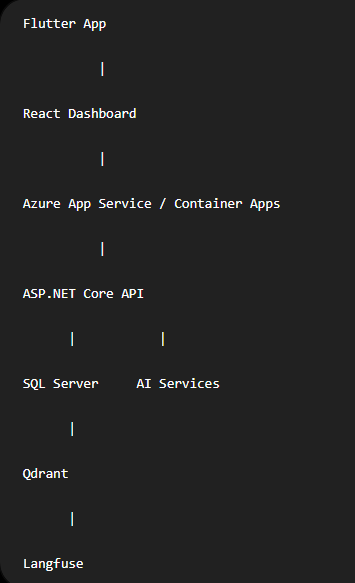 Flutter App
|
React Dashboard
|
Azure App Service / Container Apps
|
ASP.NET Core API
| |
SQL Server AI Services
|
Qdrant
|
Langfuse